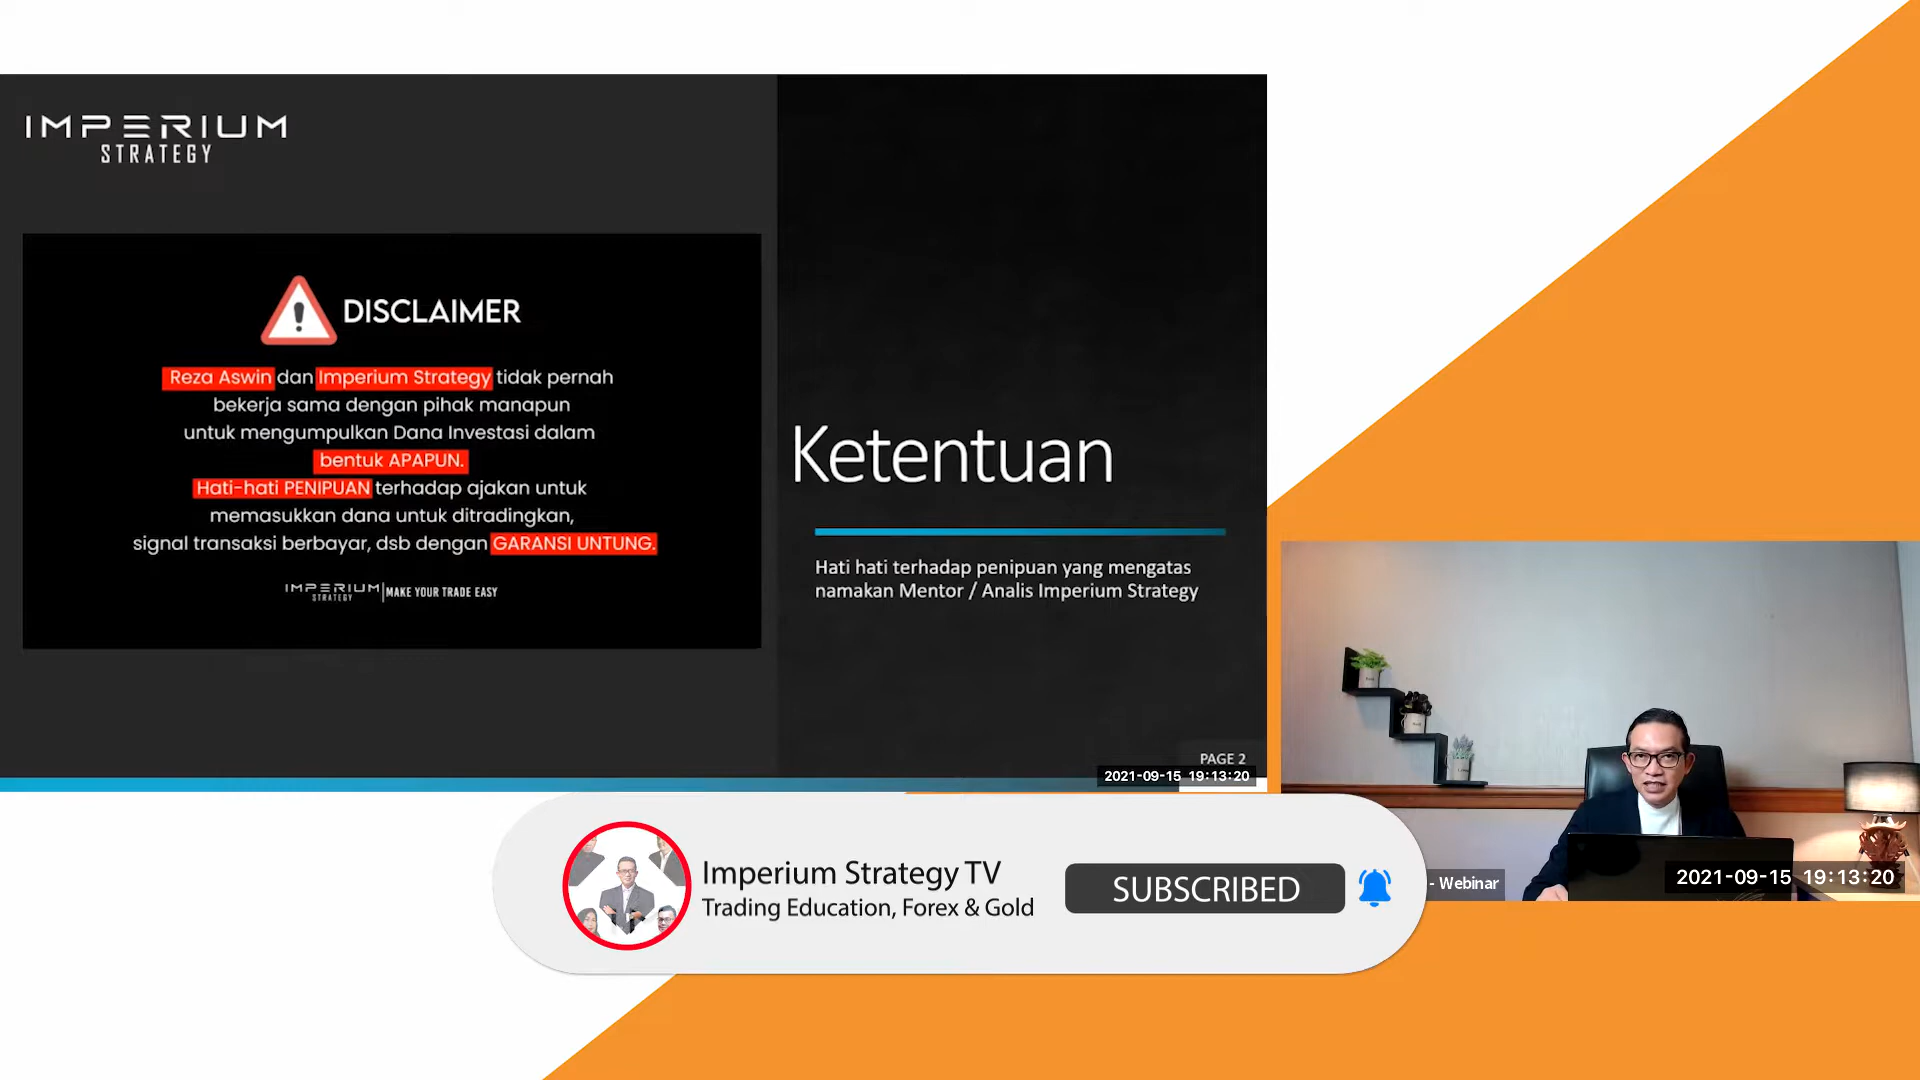 IMPERIUM
STRATEGY
DISCLAIMER
Reza Aswin dan Imperium Strategy tidak pernah
bekerja sama dengan pihak manapun
untuk mengumpulkan Dana Investasi dalam
bentuk APAPUN.
Hati-hati PENIPUAN terhadap ajakan untuk
memasukkan dana untuk ditradingkan,
signal transaksi berbayar, dsb dengan GARANSI UNTUNG.
IMPERIUM
STRATEGY
MAKE YOUR TRADE EASY
Ketentuan
Hati hati terhadap penipuan yang mengatas
namakan Mentor / Analis Imperium Strategy
PAGE 2
2021-09-15 19:13:20
Imperium Strategy TV
Trading Education, Forex & Gold
SUBSCRIBED
- Webinar
2021-09-15 19:13:20